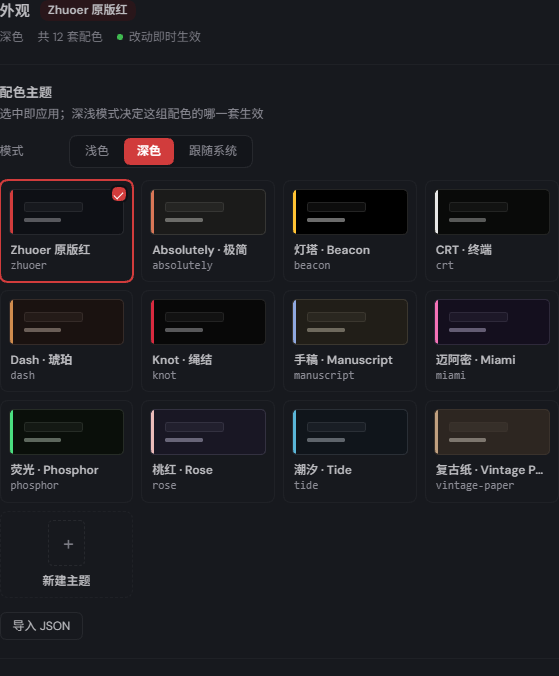 外观 Zhuoer 原版红
深色 共 12 套配色 改动即时生效
配色主题
选中即应用；深浅模式决定这组配色的哪一套生效
模式 浅色 深色 跟随系统
Zhuoer 原版红
zhuoer
Absolutely · 极简
absolutely
灯塔 · Beacon
beacon
CRT · 终端
crt
Dash · 琥珀
dash
Knot · 绳结
knot
手稿 · Manuscript
manuscript
迈阿密 · Miami
miami
荧光 · Phosphor
phosphor
桃红 · Rose
rose
潮汐 · Tide
tide
复古纸 · Vintage P...
vintage-paper
+
新建主题
导入 JSON